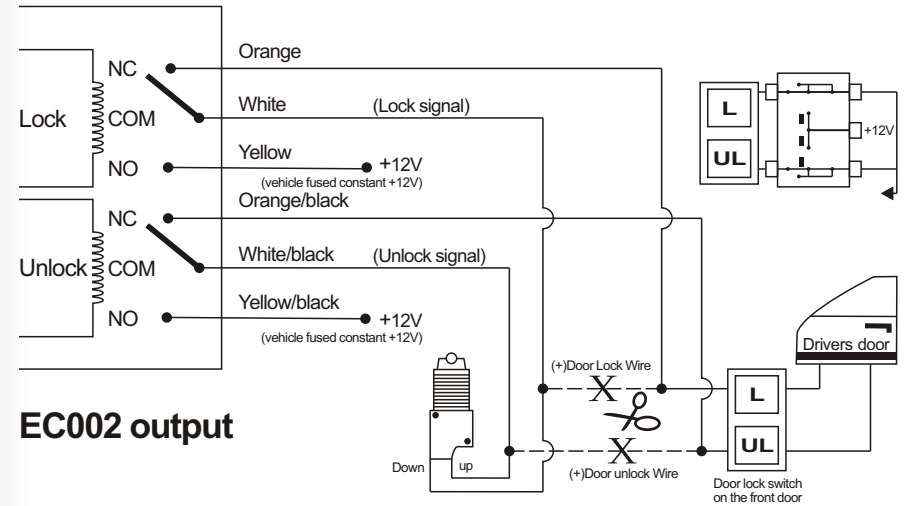 Orange
NC
White
(Lock signal)
Lock
COM
Yellow
+12V
NO
(vehicle fused constant +12V)
Orange/black
NC
White/black
(Unlock signal)
Unlock
COM
Yellow/black
+12V
NO
(vehicle fused constant +12V)
EC002 output
L
UL
+12V
Drivers door
(+)Door Lock Wire
X
L
X
UL
(+)Door unlock Wire
Down
up
Door lock switch
on the front door